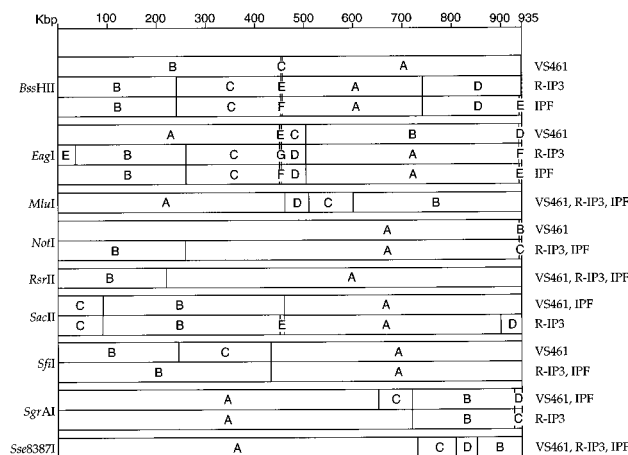 Kbp 100 200 300 400 500 600 700 800 900 935
B C A VS461
BssHII B C E A D R-IP3
B C F A D E IPF
A E C B D VS461
EagI E B C G D A F R-IP3
B C F D A E IPF
MluI A D C B VS461, R-IP3, IPF
A B VS461
NotI B A C R-IP3, IPF
RsrII B A VS461, R-IP3, IPF
C B A VS461, IPF
SacII C B E A D R-IP3
B C A VS461
SfiI B A R-IP3, IPF
A C B D VS461, IPF
SgrAI A B C R-IP3
Sse8387I A C D B VS461, R-IP3, IPF